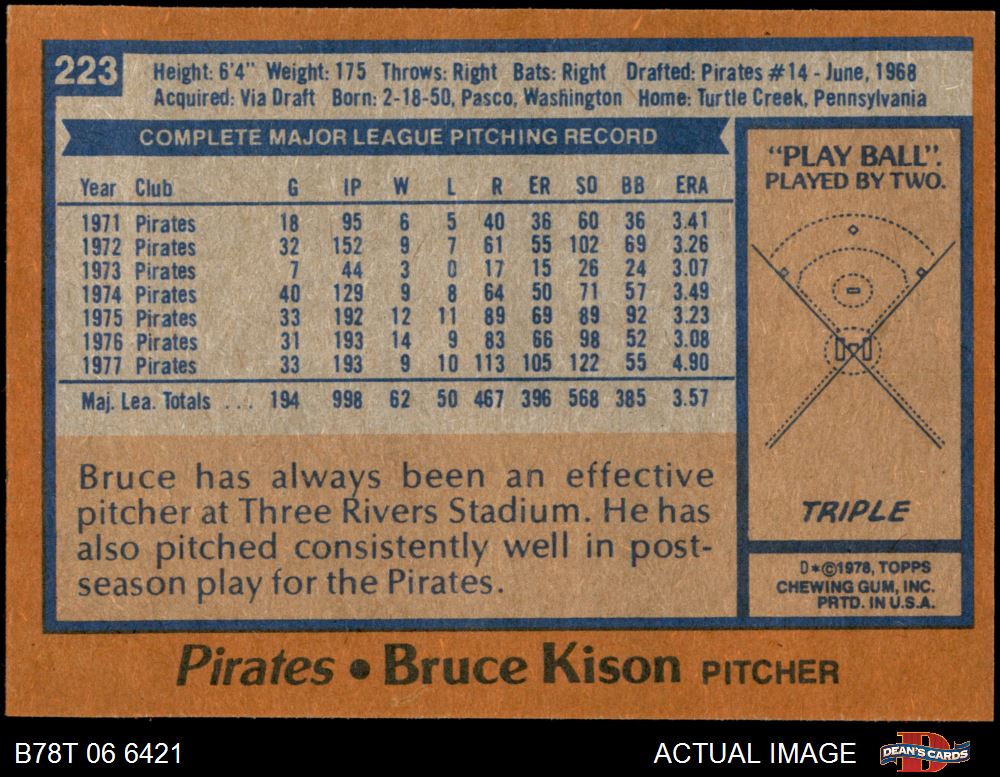 223
Height: 6'4" Weight: 175 Throws: Right Bats: Right Drafted: Pirates #14 - June, 1968
Acquired: Via Draft Born: 2-18-50, Pasco, Washington Home: Turtle Creek, Pennsylvania
COMPLETE MAJOR LEAGUE PITCHING RECORD
Year Club G IP W L R ER SO BB ERA
1971 Pirates 18 95 6 5 40 36 60 36 3.41
1972 Pirates 32 152 9 7 61 55 102 69 3.26
1973 Pirates 7 44 3 0 17 15 26 24 3.07
1974 Pirates 40 129 9 8 64 50 71 57 3.49
1975 Pirates 33 192 12 11 89 69 89 92 3.23
1976 Pirates 31 193 14 9 83 66 98 52 3.08
1977 Pirates 33 193 9 10 113 105 122 55 4.90
Maj. Lea. Totals . . . 194 998 62 50 467 396 568 385 3.57
Bruce has always been an effective
pitcher at Three Rivers Stadium. He has
also pitched consistently well in post-
season play for the Pirates.
"PLAY BALL".
PLAYED BY TWO.
TRIPLE
D*©1978, TOPPS
CHEWING GUM, INC.
PRTD. IN U.S.A.
Pirates • Bruce Kison PITCHER
B78T 06 6421
ACTUAL IMAGE
DEAN'S CARDS